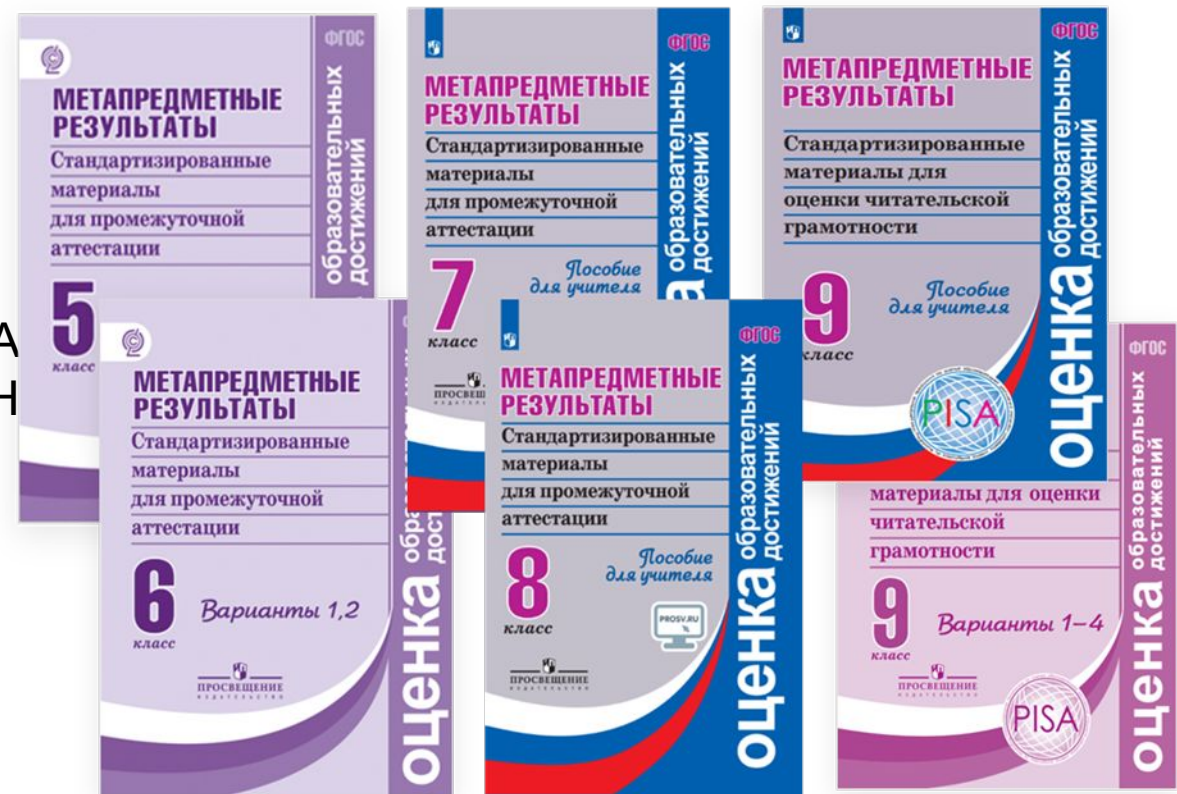 ФГОС
МЕТАПРЕДМЕТНЫЕ
РЕЗУЛЬТАТЫ
Стандартизированные
материалы
для промежуточной
аттестации
5
класс
образовательных
достижений
ФГОС
МЕТАПРЕДМЕТНЫЕ
РЕЗУЛЬТАТЫ
Стандартизированные
материалы
для промежуточной
аттестации
7
класс
Пособие
для учителя
образовательных
достижений
ФГОС
МЕТАПРЕДМЕТНЫЕ
РЕЗУЛЬТАТЫ
Стандартизированные
материалы для
оценки читательской
грамотности
9
класс
Пособие
для учителя
PISA
оценка
образовательных
достижений
МЕТАПРЕДМЕТНЫЕ
РЕЗУЛЬТАТЫ
Стандартизированные
материалы
для промежуточной
аттестации
6
класс
Варианты 1,2
ПРОСВЕЩЕНИЕ
ИЗДАТЕЛЬСТВО
оценка
ФГОС
МЕТАПРЕДМЕТНЫЕ
РЕЗУЛЬТАТЫ
Стандартизированные
материалы
для промежуточной
аттестации
8
класс
Пособие
для учителя
PROSV.RU
ПРОСВЕЩЕНИЕ
ИЗДАТЕЛЬСТВО
оценка
образовательных
достижений
ФГОС
материалы для оценки
читательской
грамотности
9
класс
Варианты 1–4
ПРОСВЕЩЕНИЕ
ИЗДАТЕЛЬСТВО
PISA
оценка
образовательных
достижений